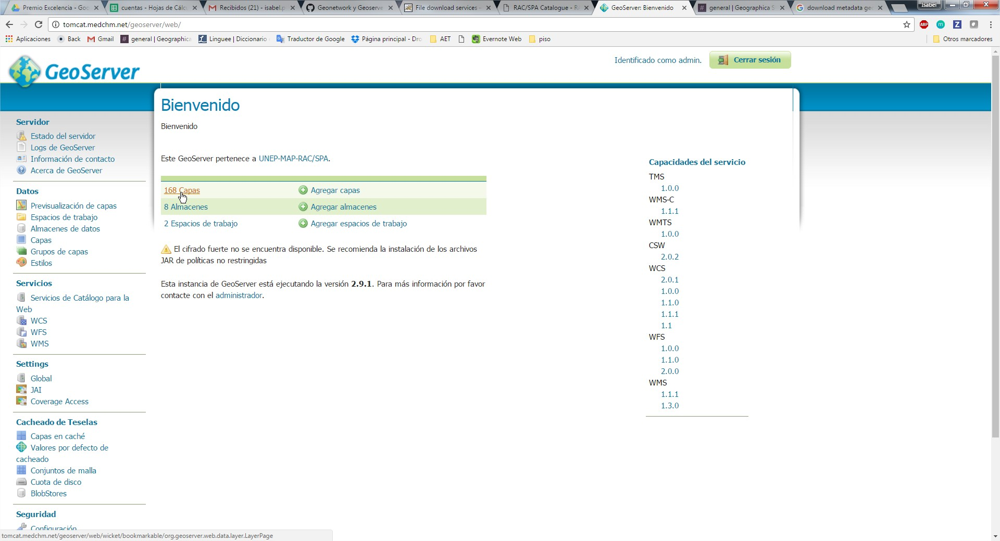 Premio Excelencia - Goo
cuentas - Hojas de Cálc
Recibidos (21) - isabel.p
Geonetwork y Geoserve
File download services –
RAC/SPA Catalogue - R
GeoServer: Bienvenido
general | Geographica S
download metadata ge
Isabel
tomcat.medchm.net/geoserver/web/
Aplicaciones
Back
Gmail
general | Geographica
Linguee | Diccionario
Traductor de Google
Página principal - Dro
AET
Evernote Web
piso
Otros marcadores
GeoServer
Identificado como admin.
Cerrar sesión
Servidor
Estado del servidor
Logs de GeoServer
Información de contacto
Acerca de GeoServer
Datos
Previsualización de capas
Espacios de trabajo
Almacenes de datos
Capas
Grupos de capas
Estilos
Servicios
Servicios de Catálogo para la
Web
WCS
WFS
WMS
Settings
Global
JAI
Coverage Access
Cacheado de Teselas
Capas en caché
Valores por defecto de
cacheado
Conjuntos de malla
Cuota de disco
BlobStores
Seguridad
Configuración
Bienvenido
Bienvenido
Este GeoServer pertenece a UNEP-MAP-RAC/SPA.
168 Capas
Agregar capas
8 Almacenes
Agregar almacenes
2 Espacios de trabajo
Agregar espacios de trabajo
El cifrado fuerte no se encuentra disponible. Se recomienda la instalación de los archivos
JAR de políticas no restringidas
Esta instancia de GeoServer está ejecutando la versión 2.9.1. Para más información por favor
contacte con el administrador.
Capacidades del servicio
TMS
1.0.0
WMS-C
1.1.1
WMTS
1.0.0
CSW
2.0.2
WCS
2.0.1
1.0.0
1.1.0
1.1.1
1.1
WFS
1.0.0
1.1.0
2.0.0
WMS
1.1.1
1.3.0
tomcat.medchm.net/geoserver/web/wicket/bookmarkable/org.geoserver.web.data.layer.LayerPage